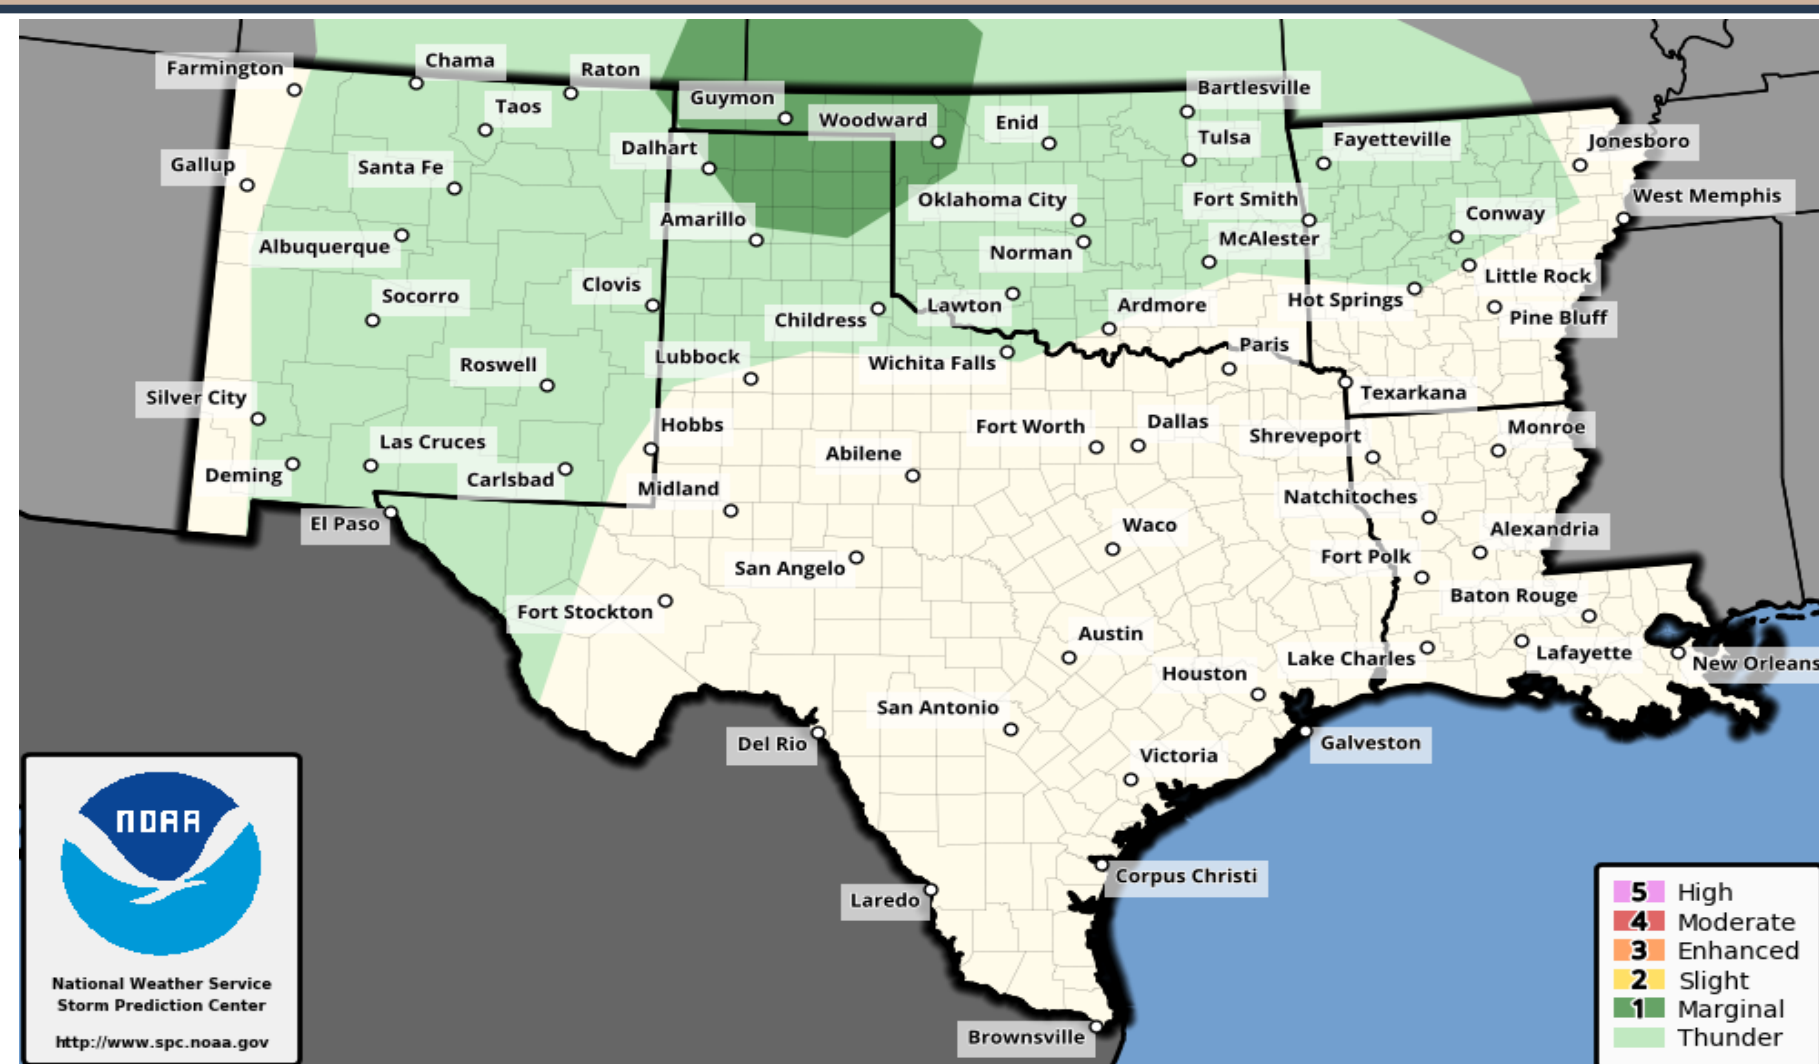 Farmington
Chama
Raton
Taos
Guymon
Woodward
Enid
Bartlesville
Tulsa
Fayetteville
Jonesboro
Gallup
Santa Fe
Dalhart
Oklahoma City
Fort Smith
Conway
West Memphis
Albuquerque
Amarillo
Norman
McAlester
Little Rock
Socorro
Clovis
Childress
Lawton
Ardmore
Hot Springs
Pine Bluff
Roswell
Lubbock
Wichita Falls
Paris
Silver City
Texarkana
Hobbs
Fort Worth
Dallas
Shreveport
Monroe
Deming
Las Cruces
Carlsbad
Midland
Abilene
Natchitoches
El Paso
Waco
Alexandria
San Angelo
Fort Polk
Fort Stockton
Baton Rouge
Austin
Lake Charles
Lafayette
New Orleans
Houston
San Antonio
Del Rio
Galveston
Victoria
Corpus Christi
Laredo
Brownsville
NOAA
National Weather Service
Storm Prediction Center
http://www.spc.noaa.gov
5 High
4 Moderate
3 Enhanced
2 Slight
1 Marginal
Thunder